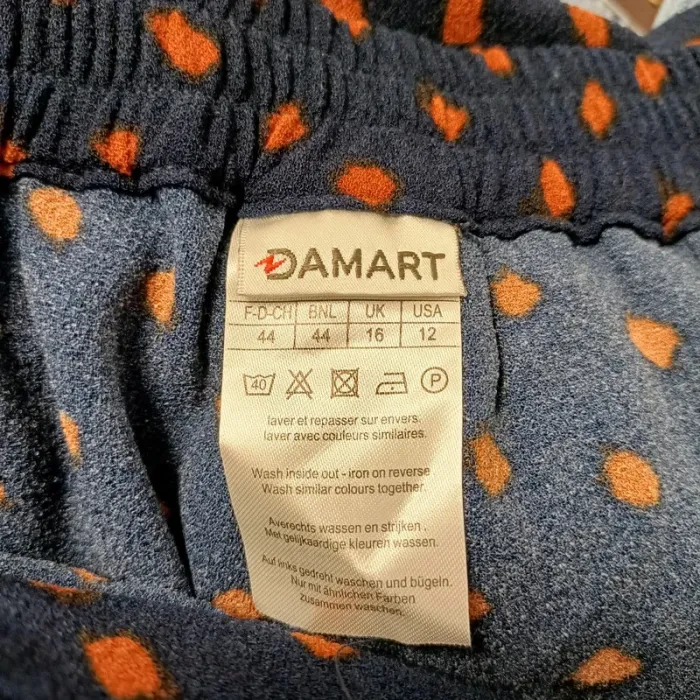 DAMART
F-D-CH BNL UK USA
44 44 16 12
40 P
laver et repasser sur envers.
laver avec couleurs similaires.
Wash inside out - iron on reverse
Wash similar colours together.
Averechts wassen en strijken .
Met gelijkaardige kleuren wassen.
Auf links gedreht waschen und bügeln.
Nur mit ähnlichen Farben
zusammen waschen.